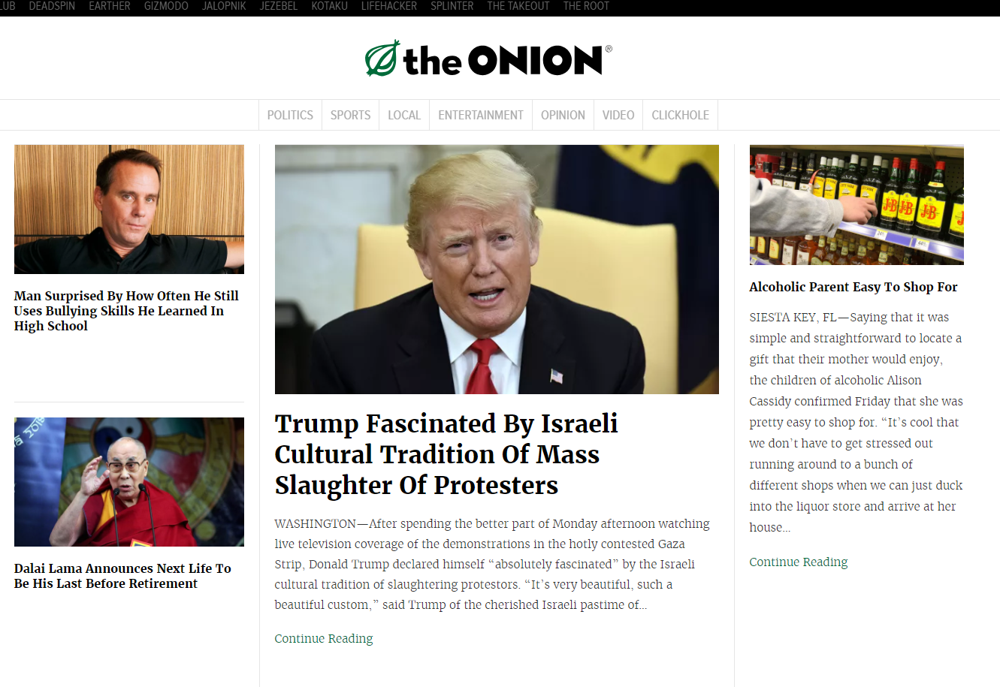 LUB DEADSPIN EARTHER GIZMODO JALOPNIK JEZEBEL KOTAKU LIFEHACKER SPLINTER THE TAKEOUT THE ROOT
the ONION®
POLITICS SPORTS LOCAL ENTERTAINMENT OPINION VIDEO CLICKHOLE
Man Surprised By How Often He Still
Uses Bullying Skills He Learned In
High School
2018
Dalai Lama Announces Next Life To
Be His Last Before Retirement
Trump Fascinated By Israeli
Cultural Tradition Of Mass
Slaughter Of Protesters
WASHINGTON—After spending the better part of Monday afternoon watching
live television coverage of the demonstrations in the hotly contested Gaza
Strip, Donald Trump declared himself “absolutely fascinated” by the Israeli
cultural tradition of slaughtering protestors. “It’s very beautiful, such a
beautiful custom,” said Trump of the cherished Israeli pastime of...
Continue Reading
J&B J&B J&B
Alcoholic Parent Easy To Shop For
SIESTA KEY, FL—Saying that it was
simple and straightforward to locate a
gift that their mother would enjoy,
the children of alcoholic Alison
Cassidy confirmed Friday that she was
pretty easy to shop for. “It’s cool that
we don’t have to get stressed out
running around to a bunch of
different shops when we can just duck
into the liquor store and arrive at her
house...
Continue Reading